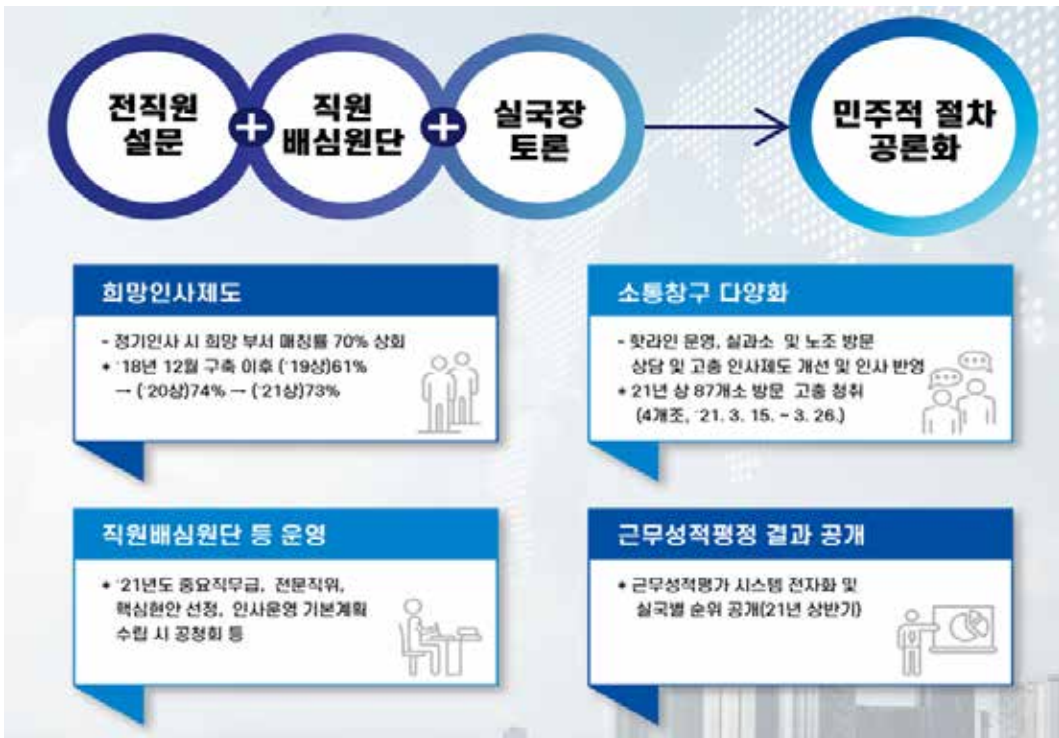 전직원
설문
+
직원
배심원단
+
실국장
토론
민주적 절차
공론화
희망인사제도
- 정기인사 시 희망 부서 매칭률 70% 상회
* '18년 12월 구축 이후 ('19상)61%
→ ('20상)74% → ('21상)73%
소통창구 다양화
- 핫라인 운영, 실과소 및 노조 방문
상담 및 고충 인사제도 개선 및 인사 반영
* 21년 상 87개소 방문 고충 청취
(4개조, '21. 3. 15. ~ 3. 26.)
직원배심원단 등 운영
* '21년도 중요직무급, 전문직위,
핵심현안 선정, 인사운영 기본계획
수립 시 공청회 등
근무성적평정 결과 공개
* 근무성적평가 시스템 전자화 및
실국별 순위 공개(21년 상반기)